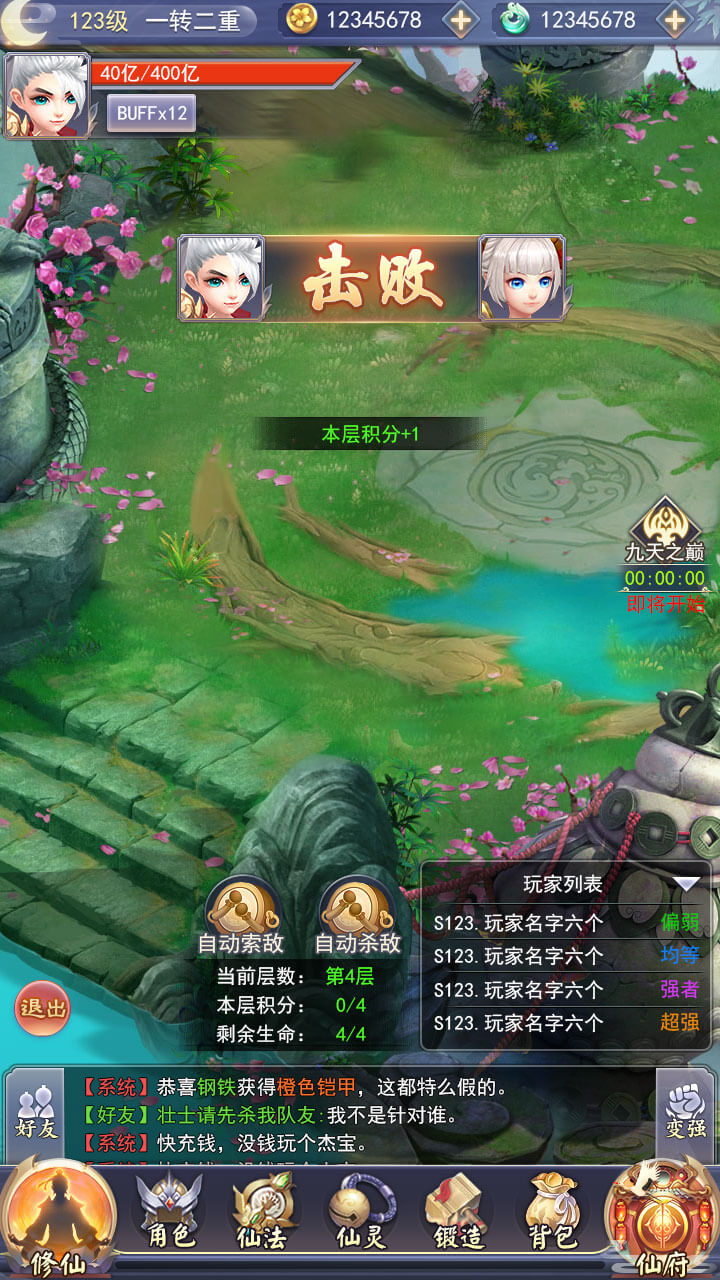 123级 一转二重 12345678 12345678
40亿/400亿
BUFFx12
击败
本层积分+1
九天之巅
00:00:00
即将开始
自动索敌 自动杀敌
当前层数： 第4层
本层积分： 0/4
剩余生命： 4/4
玩家列表
S123.玩家名字六个 偏弱
S123.玩家名字六个 均等
S123.玩家名字六个 强者
S123.玩家名字六个 超强
退出
好友
【系统】恭喜钢铁获得橙色铠甲，这都特么假的。
【好友】壮士请先杀我队友:我不是针对谁。
【系统】快充钱，没钱玩个杰宝。
变强
修仙 角色 仙法 仙灵 锻造 背包 仙府